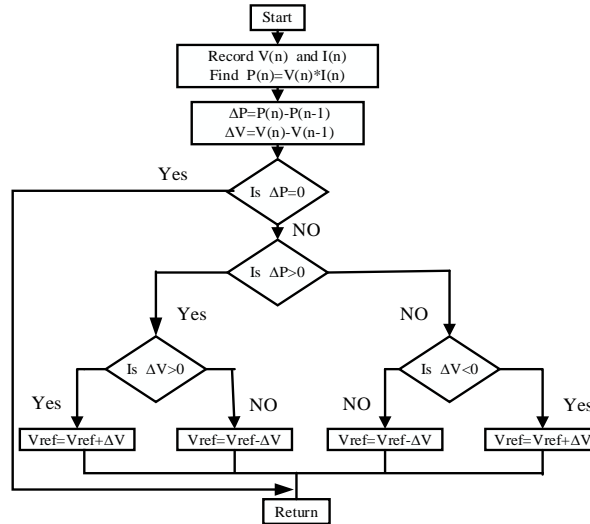 Start
Record V(n) and I(n)
Find P(n)=V(n)*I(n)
ΔP=P(n)-P(n-1)
ΔV=V(n)-V(n-1)
Yes
Is ΔP=0
NO
Is ΔP>0
Yes
NO
Is ΔV>0
Is ΔV<0
Yes
NO
NO
Yes
Vref=Vref+ΔV
Vref=Vref-ΔV
Vref=Vref-ΔV
Vref=Vref+ΔV
Return